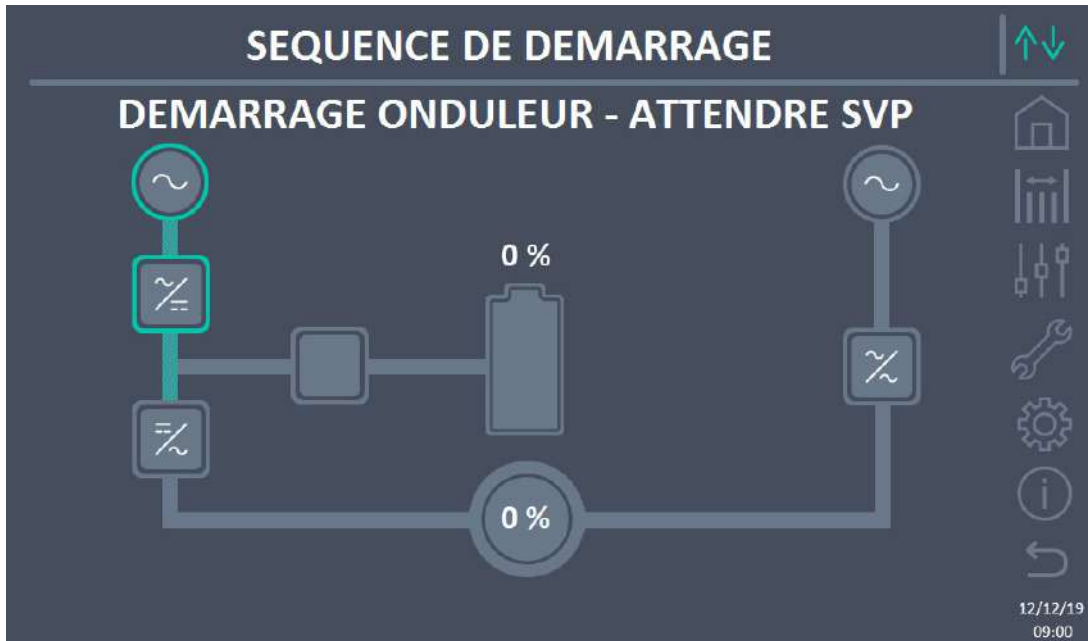 SEQUENCE DE DEMARRAGE
DEMARRAGE ONDULEUR - ATTENDRE SVP
0 %
0 %
12/12/19
09:00